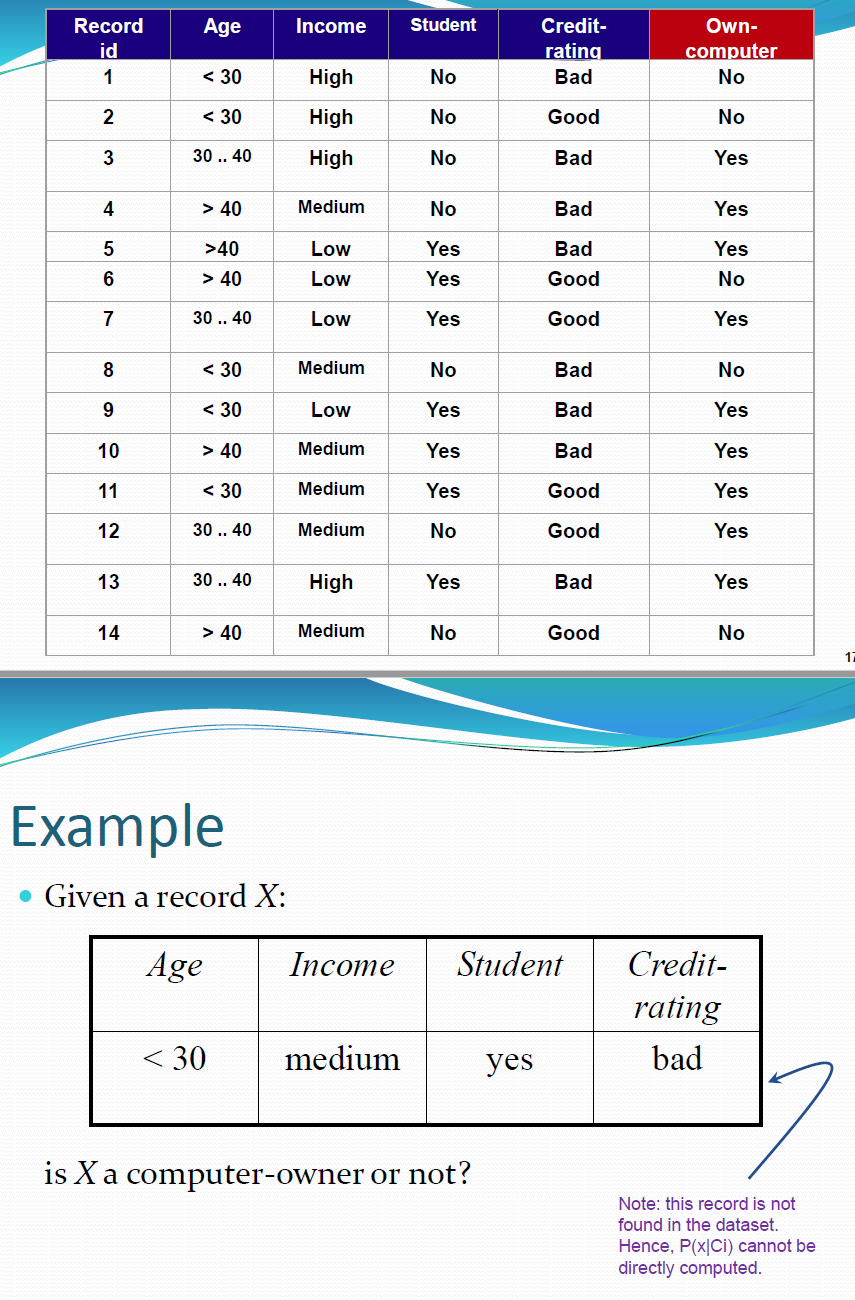 Record id Age Income Student Credit-rating Own-computer
1 < 30 High No Bad No
2 < 30 High No Good No
3 30 .. 40 High No Bad Yes
4 > 40 Medium No Bad Yes
5 >40 Low Yes Bad Yes
6 > 40 Low Yes Good No
7 30 .. 40 Low Yes Good Yes
8 < 30 Medium No Bad No
9 < 30 Low Yes Bad Yes
10 > 40 Medium Yes Bad Yes
11 < 30 Medium Yes Good Yes
12 30 .. 40 Medium No Good Yes
13 30 .. 40 High Yes Bad Yes
14 > 40 Medium No Good No
17
Example
Given a record X:
Age Income Student Credit-rating
< 30 medium yes bad
is X a computer-owner or not?
Note: this record is not
found in the dataset.
Hence, P(x|Ci) cannot be
directly computed.